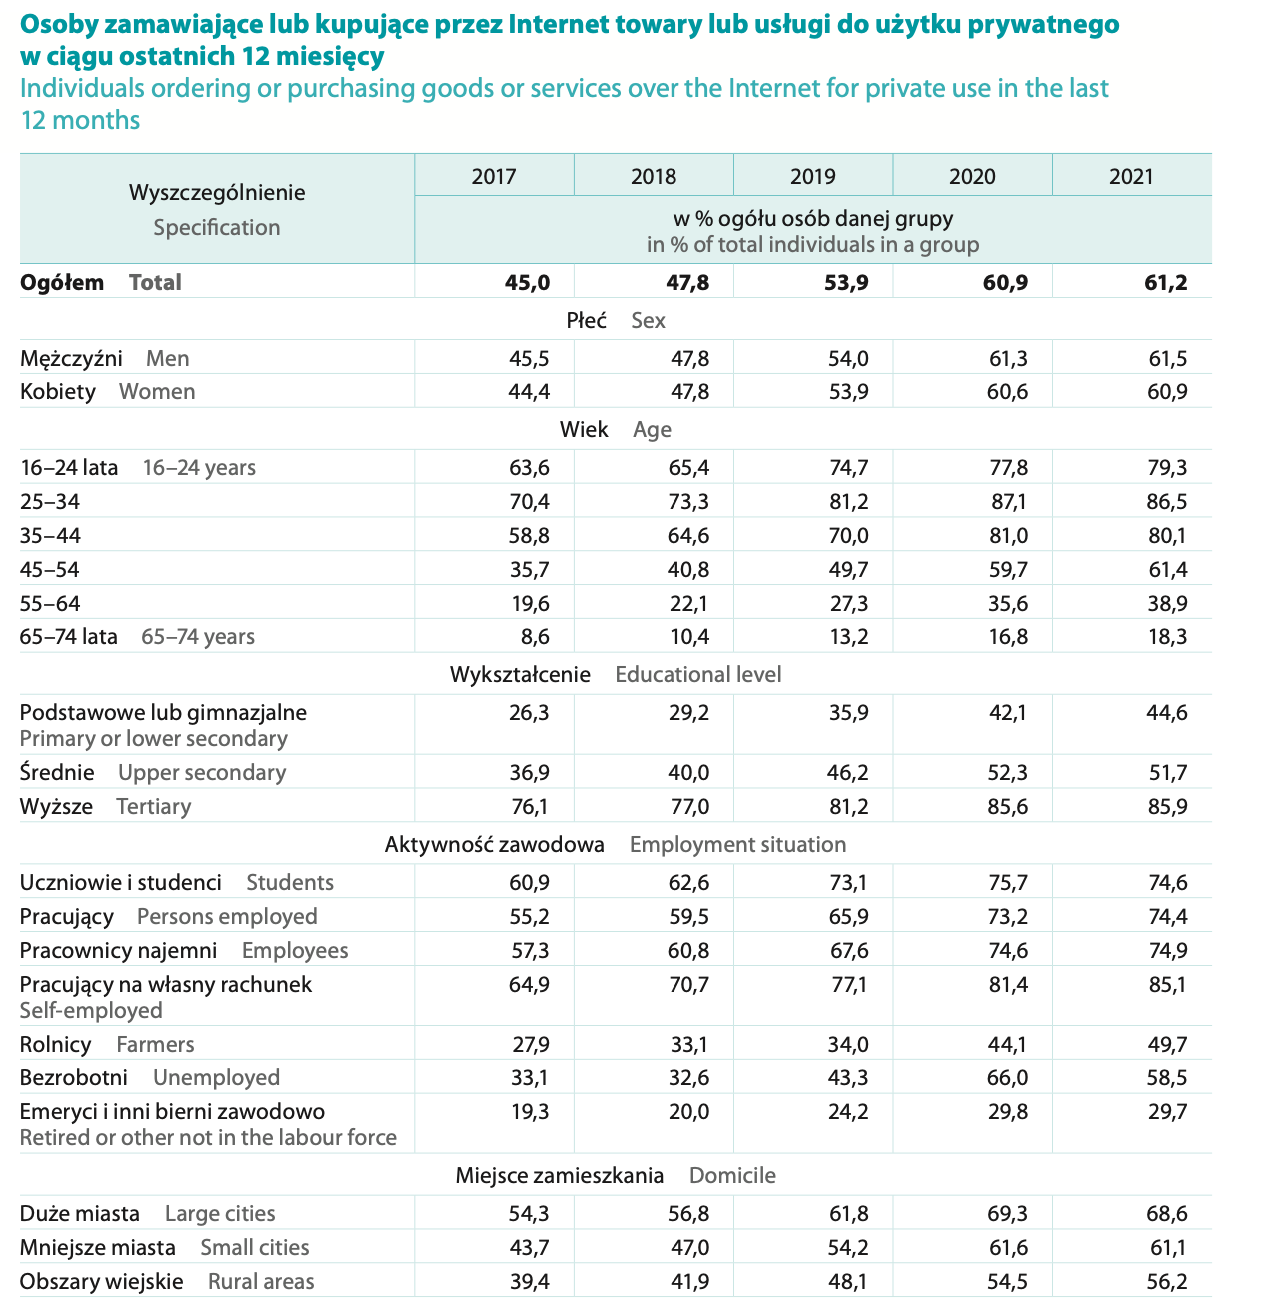 Osoby zamawiające lub kupujące przez Internet towary lub usługi do użytku prywatnego
w ciągu ostatnich 12 miesięcy
Individuals ordering or purchasing goods or services over the Internet for private use in the last
12 months
Wyszczególnienie
Specification
2017 2018 2019 2020 2021
w % ogółu osób danej grupy
in % of total individuals in a group
Ogółem Total 45,0 47,8 53,9 60,9 61,2
Płeć Sex
Mężczyźni Men 45,5 47,8 54,0 61,3 61,5
Kobiety Women 44,4 47,8 53,9 60,6 60,9
Wiek Age
16–24 lata 16–24 years 63,6 65,4 74,7 77,8 79,3
25–34 70,4 73,3 81,2 87,1 86,5
35–44 58,8 64,6 70,0 81,0 80,1
45–54 35,7 40,8 49,7 59,7 61,4
55–64 19,6 22,1 27,3 35,6 38,9
65–74 lata 65–74 years 8,6 10,4 13,2 16,8 18,3
Wykształcenie Educational level
Podstawowe lub gimnazjalne 26,3 29,2 35,9 42,1 44,6
Primary or lower secondary
Średnie Upper secondary 36,9 40,0 46,2 52,3 51,7
Wyższe Tertiary 76,1 77,0 81,2 85,6 85,9
Aktywność zawodowa Employment situation
Uczniowie i studenci Students 60,9 62,6 73,1 75,7 74,6
Pracujący Persons employed 55,2 59,5 65,9 73,2 74,4
Pracownicy najemni Employees 57,3 60,8 67,6 74,6 74,9
Pracujący na własny rachunek 64,9 70,7 77,1 81,4 85,1
Self-employed
Rolnicy Farmers 27,9 33,1 34,0 44,1 49,7
Bezrobotni Unemployed 33,1 32,6 43,3 66,0 58,5
Emeryci i inni bierni zawodowo 19,3 20,0 24,2 29,8 29,7
Retired or other not in the labour force
Miejsce zamieszkania Domicile
Duże miasta Large cities 54,3 56,8 61,8 69,3 68,6
Mniejsze miasta Small cities 43,7 47,0 54,2 61,6 61,1
Obszary wiejskie Rural areas 39,4 41,9 48,1 54,5 56,2